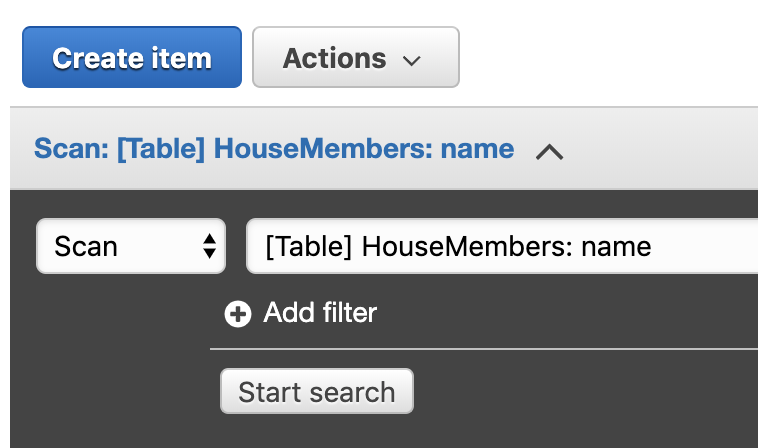 Create item Actions
Scan: [Table] HouseMembers: name
Scan [Table] HouseMembers: name
Add filter
Start search